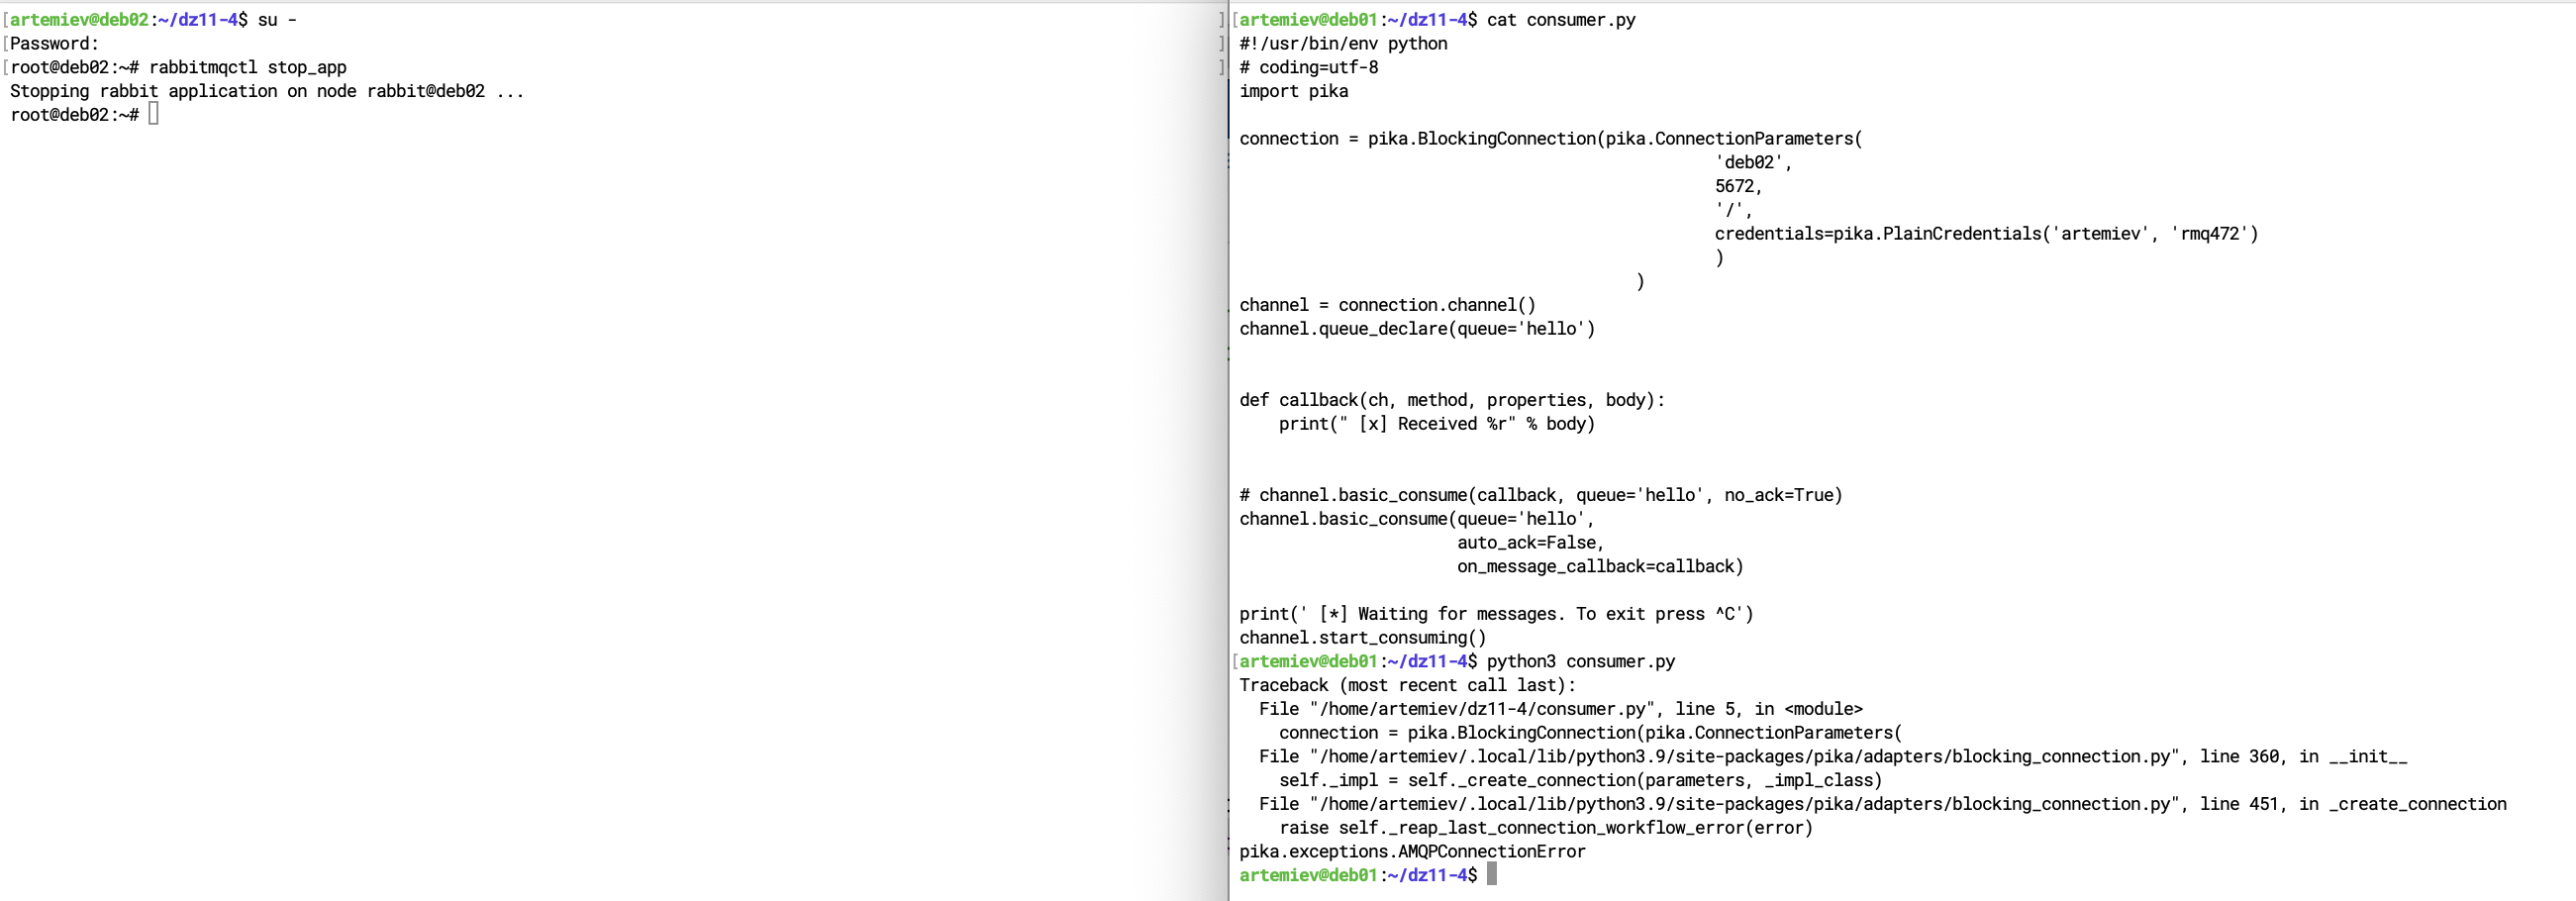 [artemiev@deb02:~/dz11-4$ su -
[Password:
[root@deb02:~# rabbitmqctl stop_app
Stopping rabbit application on node rabbit@deb02 ...
root@deb02:~#
]
]
]
[artemiev@deb01:~/dz11-4$ cat consumer.py
#!/usr/bin/env python
# coding=utf-8
import pika
connection = pika.BlockingConnection(pika.ConnectionParameters(
'deb02',
5672,
'/',
credentials=pika.PlainCredentials('artemiev', 'rmq472')
)
)
channel = connection.channel()
channel.queue_declare(queue='hello')
def callback(ch, method, properties, body):
    print(" [x] Received %r" % body)
# channel.basic_consume(callback, queue='hello', no_ack=True)
channel.basic_consume(queue='hello',
auto_ack=False,
on_message_callback=callback)
print(' [*] Waiting for messages. To exit press ^C')
channel.start_consuming()
[artemiev@deb01:~/dz11-4$ python3 consumer.py
Traceback (most recent call last):
  File "/home/artemiev/dz11-4/consumer.py", line 5, in <module>
    connection = pika.BlockingConnection(pika.ConnectionParameters(
  File "/home/artemiev/.local/lib/python3.9/site-packages/pika/adapters/blocking_connection.py", line 360, in __init__
    self._impl = self._create_connection(parameters, _impl_class)
  File "/home/artemiev/.local/lib/python3.9/site-packages/pika/adapters/blocking_connection.py", line 451, in _create_connection
    raise self._reap_last_connection_workflow_error(error)
pika.exceptions.AMQPConnectionError
artemiev@deb01:~/dz11-4$